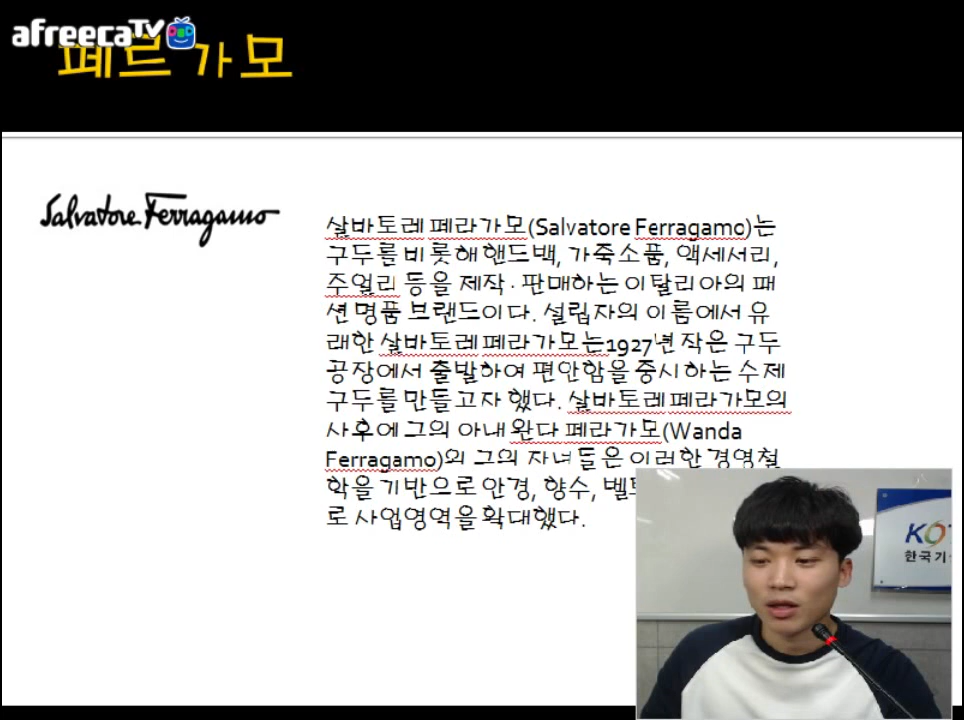 afreecaTV
페르가모
Salvatore Ferragamo
살바토레 페라가모(Salvatore Ferragamo)는
구두를 비롯해 핸드백, 가죽소품, 액세서리,
주얼리 등을 제작·판매하는 이탈리아의 패
션 명품 브랜드이다. 설립자의 이름에서 유
래한 살바토레 페라가모는1927년 작은 구두
공장에서 출발하여 편안함을 중시하는 수제
구두를 만들고자 했다. 살바토레 페라가모의
사후에 그의 아내 완다 페라가모(Wanda
Ferragamo)의 그의 자녀들은 이러한 경영철
학을 기반으로 안경, 향수,
로 사업영역을 확대했다.
한국기